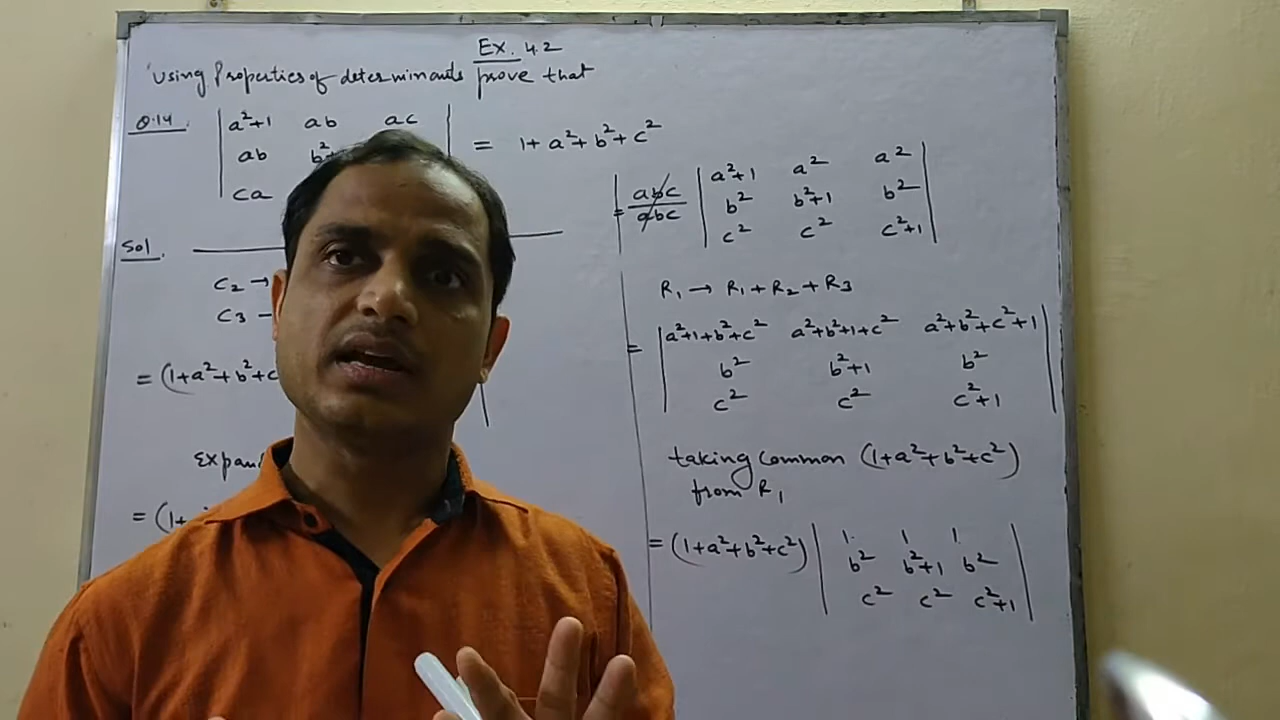 Ex. 4.2
Using Properties of determinants prove that
Q.14
a²+1 ab ac
ab b²+
ca
= 1+a²+b²+c²
Sol.
C₂ →
C₃ –
= (1+a²+b²+c
Expan
= (1+
= abc/abc | a²+1 a² a² |
b² b²+1 b²
c² c² c²+1
R₁ → R₁ + R₂ + R₃
= | a²+1+b²+c² a²+b²+1+c² a²+b²+c²+1 |
b² b²+1 b²
c² c² c²+1
taking common (1+a²+b²+c²)
from R₁
= (1+a²+b²+c²) | 1. 1 1 |
b² b²+1 b²
c² c² c²+1